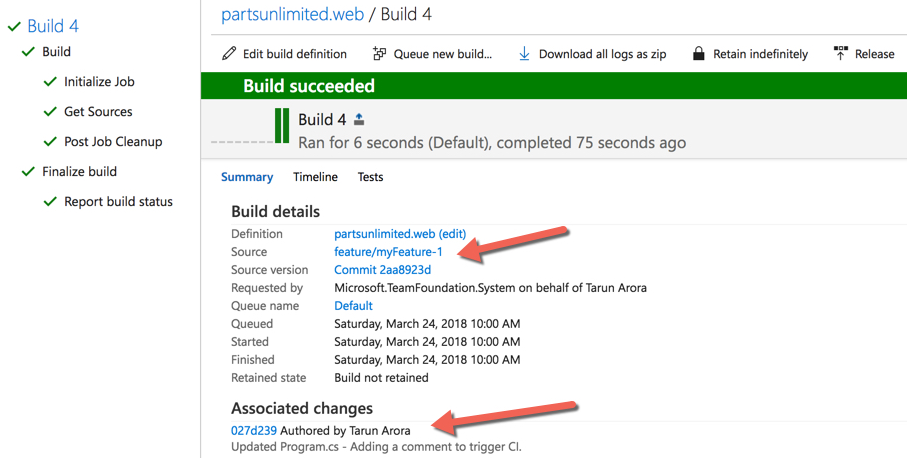 Build 4
Build
Initialize Job
Get Sources
Post Job Cleanup
Finalize build
Report build status
partsunlimited.web / Build 4
Edit build definition Queue new build... Download all logs as zip Retain indefinitely Release
Build succeeded
Build 4
Ran for 6 seconds (Default), completed 75 seconds ago
Summary Timeline Tests
Build details
Definition partsunlimited.web (edit)
Source feature/myFeature-1
Source version Commit 2aa8923d
Requested by Microsoft.TeamFoundation.System on behalf of Tarun Arora
Queue name Default
Queued Saturday, March 24, 2018 10:00 AM
Started Saturday, March 24, 2018 10:00 AM
Finished Saturday, March 24, 2018 10:00 AM
Retained state Build not retained
Associated changes
027d239 Authored by Tarun Arora
Updated Program.cs - Adding a comment to trigger CI.